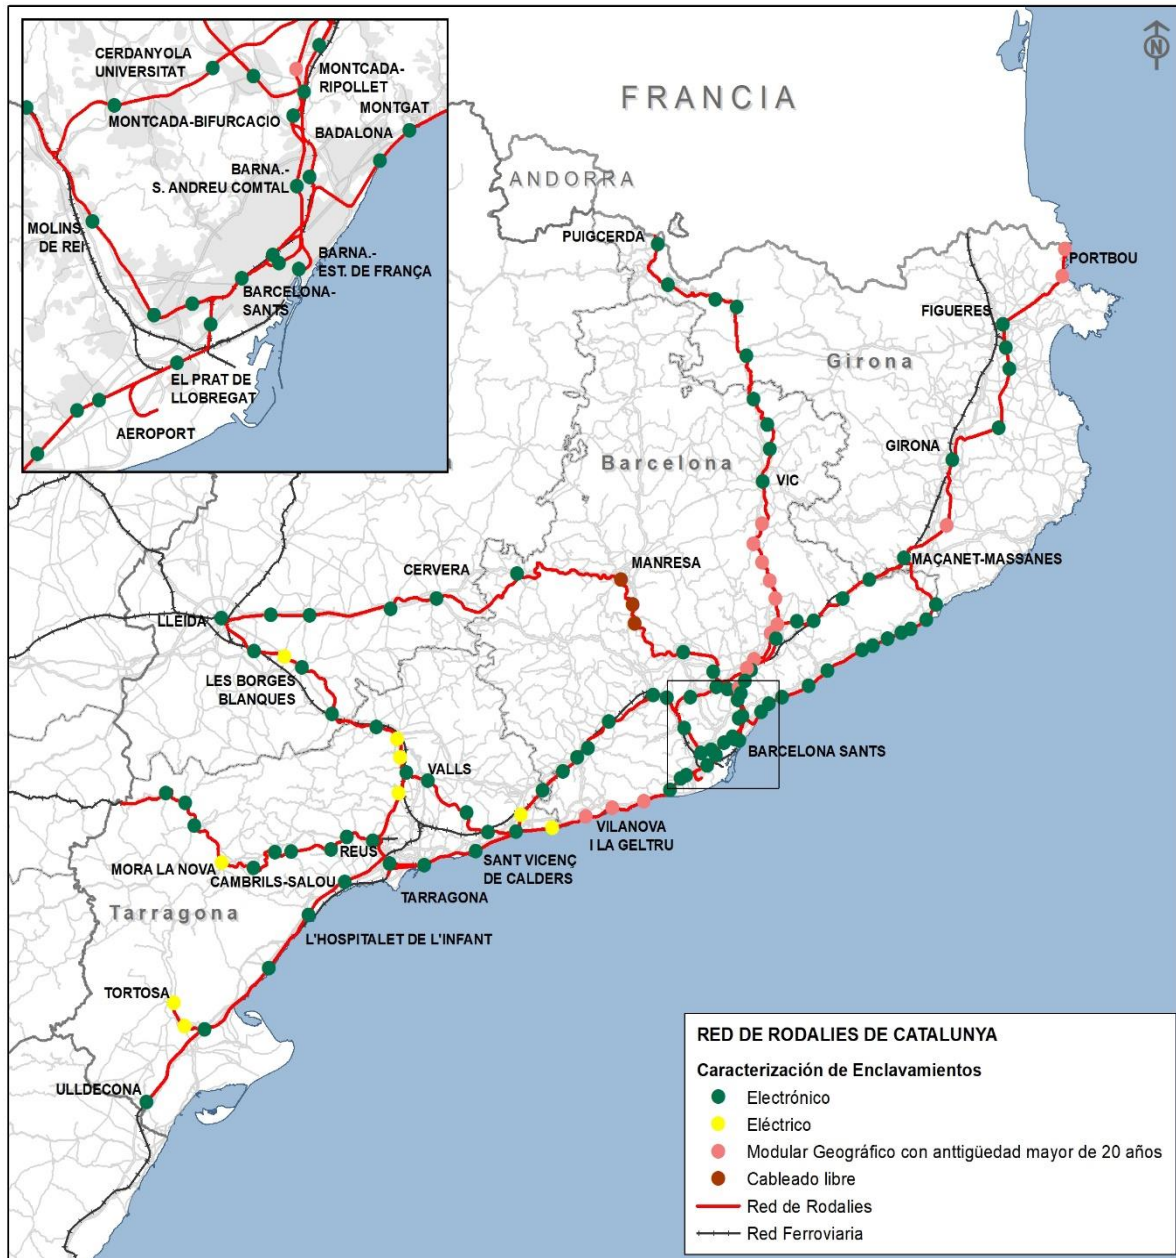 CERDANYOLA
UNIVERSITAT
MONTCADA-
RIPOLLET
MONTGAT
MONTCADA-BIFURCACIO
BADALONA
BARNA.-
S. ANDREU COMTAL
MOLINS
DE REI
BARNA.-
EST. DE FRANÇA
BARCELONA-
SANTS
EL PRAT DE
LLOBREGAT
AEROPORT
N
FRANCIA
ANDORRA
PUIGCERDA
PORTBOU
FIGUERES
Girona
GIRONA
Barcelona
VIC
MAÇANET-MASSANES
MANRESA
CERVERA
LLEIDA
LES BORGES
BLANQUES
BARCELONA SANTS
VALLS
VILANOVA
I LA GELTRU
REUS
SANT VICENÇ
DE CALDERS
MORA LA NOVA
CAMBRILS-SALOU
TARRAGONA
Tarragona
L'HOSPITALET DE L'INFANT
TORTOSA
ULLDECONA
RED DE RODALIES DE CATALUNYA
Caracterización de Enclavamientos
Electrónico
Eléctrico
Modular Geográfico con anttigüedad mayor de 20 años
Cableado libre
Red de Rodalies
Red Ferroviaria